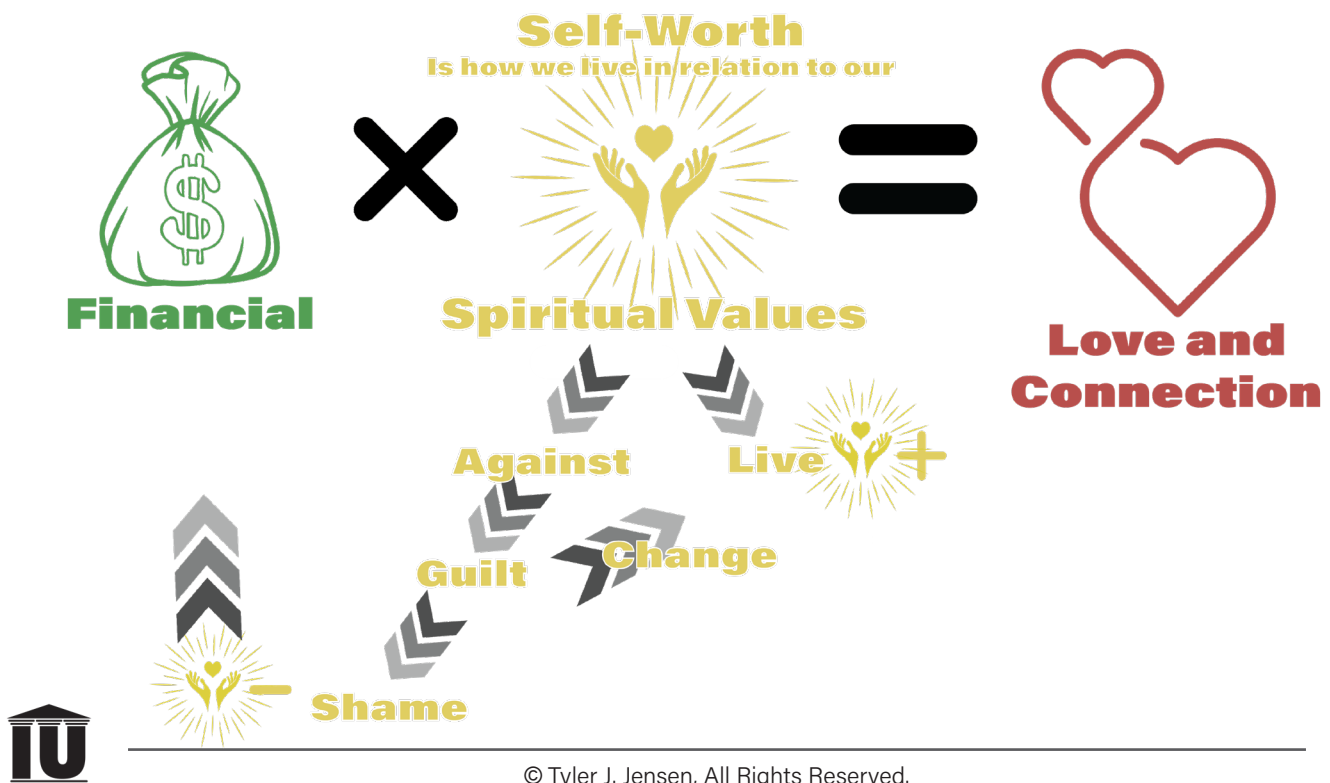 Self-Worth
Is how we live in relation to our
$
Financial
Spiritual Values
Love and
Connection
Against
Live
Guilt
Change
Shame
IU
© Tyler J. Jensen. All Rights Reserved.